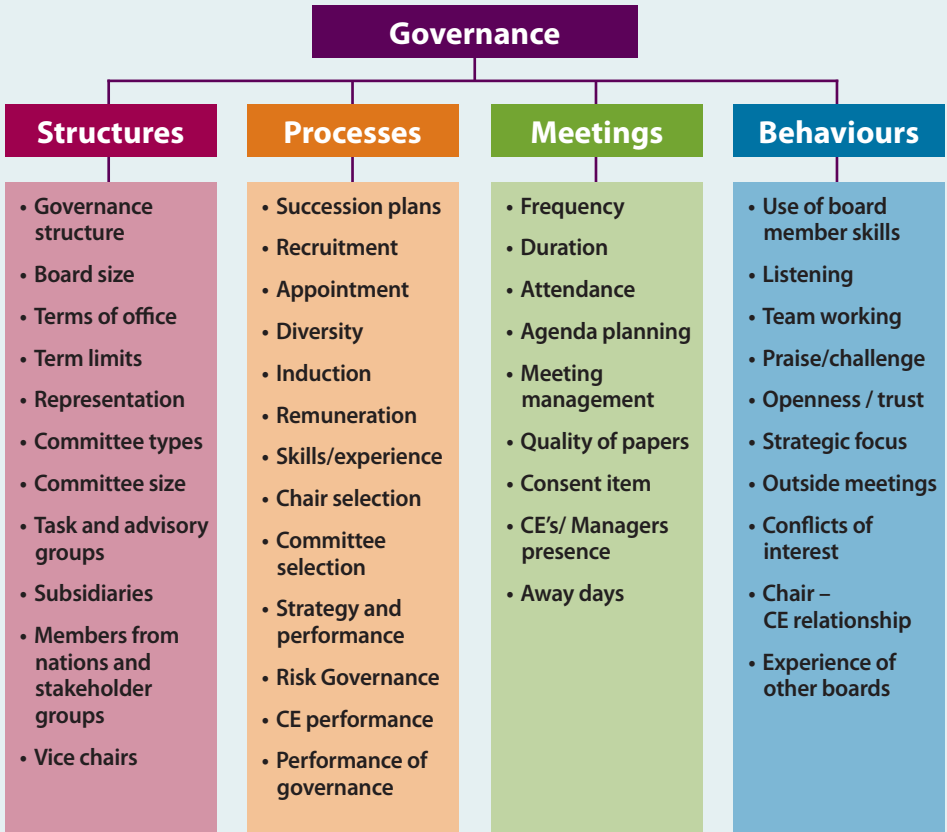 Governance
Structures
• Governance
structure
• Board size
• Terms of office
• Term limits
• Representation
• Committee types
• Committee size
• Task and advisory
groups
• Subsidiaries
• Members from
nations and
stakeholder
groups
• Vice chairs
Processes
• Succession plans
• Recruitment
• Appointment
• Diversity
• Induction
• Remuneration
• Skills/experience
• Chair selection
• Committee
selection
• Strategy and
performance
• Risk Governance
• CE performance
• Performance of
governance
Meetings
• Frequency
• Duration
• Attendance
• Agenda planning
• Meeting
management
• Quality of papers
• Consent item
• CE's/ Managers
presence
• Away days
Behaviours
• Use of board
member skills
• Listening
• Team working
• Praise/challenge
• Openness / trust
• Strategic focus
• Outside meetings
• Conflicts of
interest
• Chair –
CE relationship
• Experience of
other boards